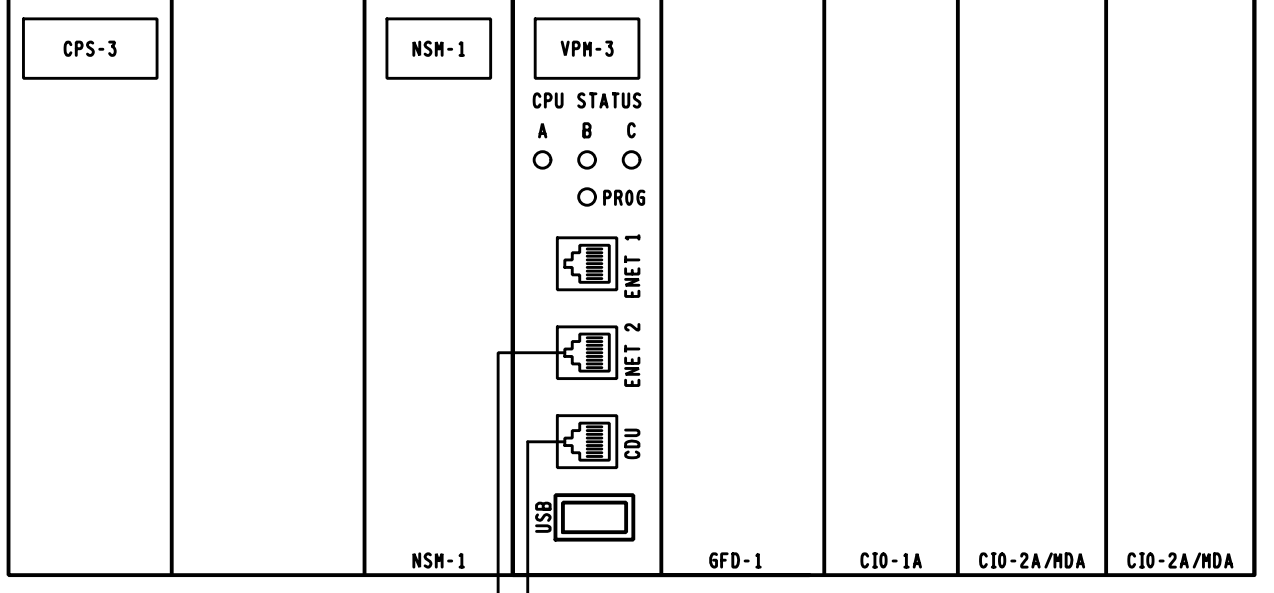 CPS-3
NSM-1
VPM-3
CPU STATUS
A B C
PROG
ENET 1
ENET 2
CDU
USB
NSM-1
GFD-1
CIO-1A
CIO-2A/MDA
CIO-2A/MDA